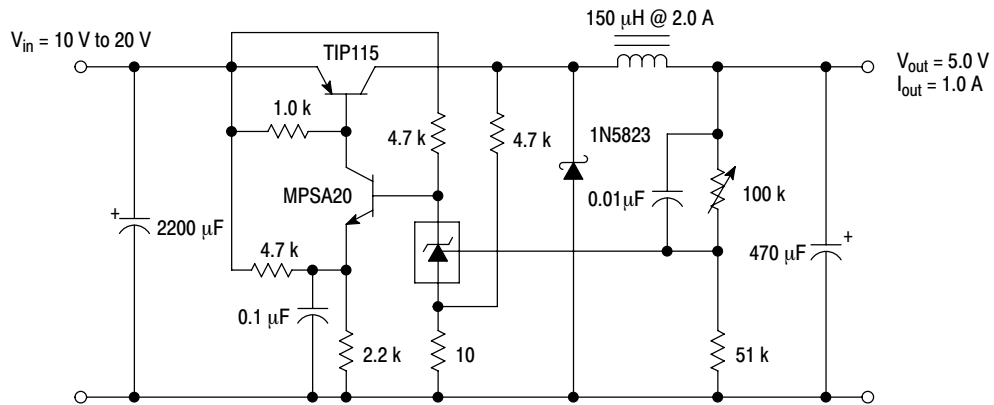 150 μH @ 2.0 A
Vin = 10 V to 20 V
TIP115
Vout = 5.0 V
Iout = 1.0 A
1.0 k
4.7 k
4.7 k
1N5823
MPSA20
0.01μF
100 k
+
2200 μF
4.7 k
470 μF
+
0.1 μF
2.2 k
10
51 k